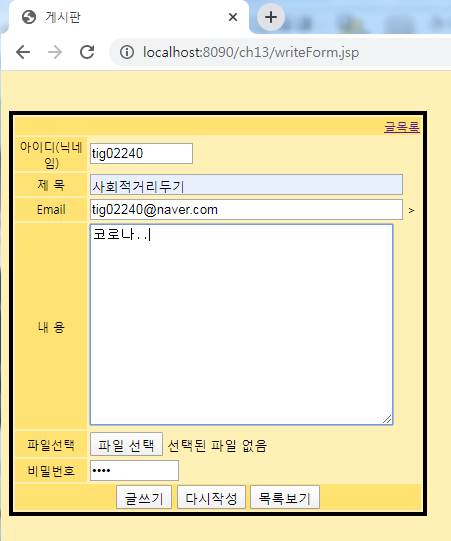 게시판
localhost:8090/ch13/writeForm.jsp
글목록
아이디(닉네
임)
tig02240
제 목
사회적거리두기
Email
tig02240@naver.com
>
내 용
코로나..
파일선택
파일 선택
선택된 파일 없음
비밀번호
••••
글쓰기
다시작성
목록보기